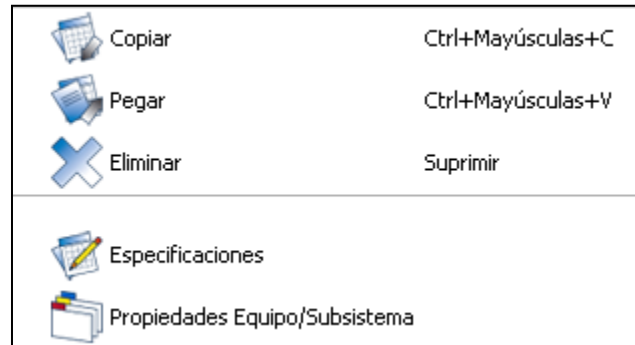 Copiar Ctrl+Mayúsculas+C
Pegar Ctrl+Mayúsculas+V
Eliminar Suprimir
Especificaciones
Propiedades Equipo/Subsistema